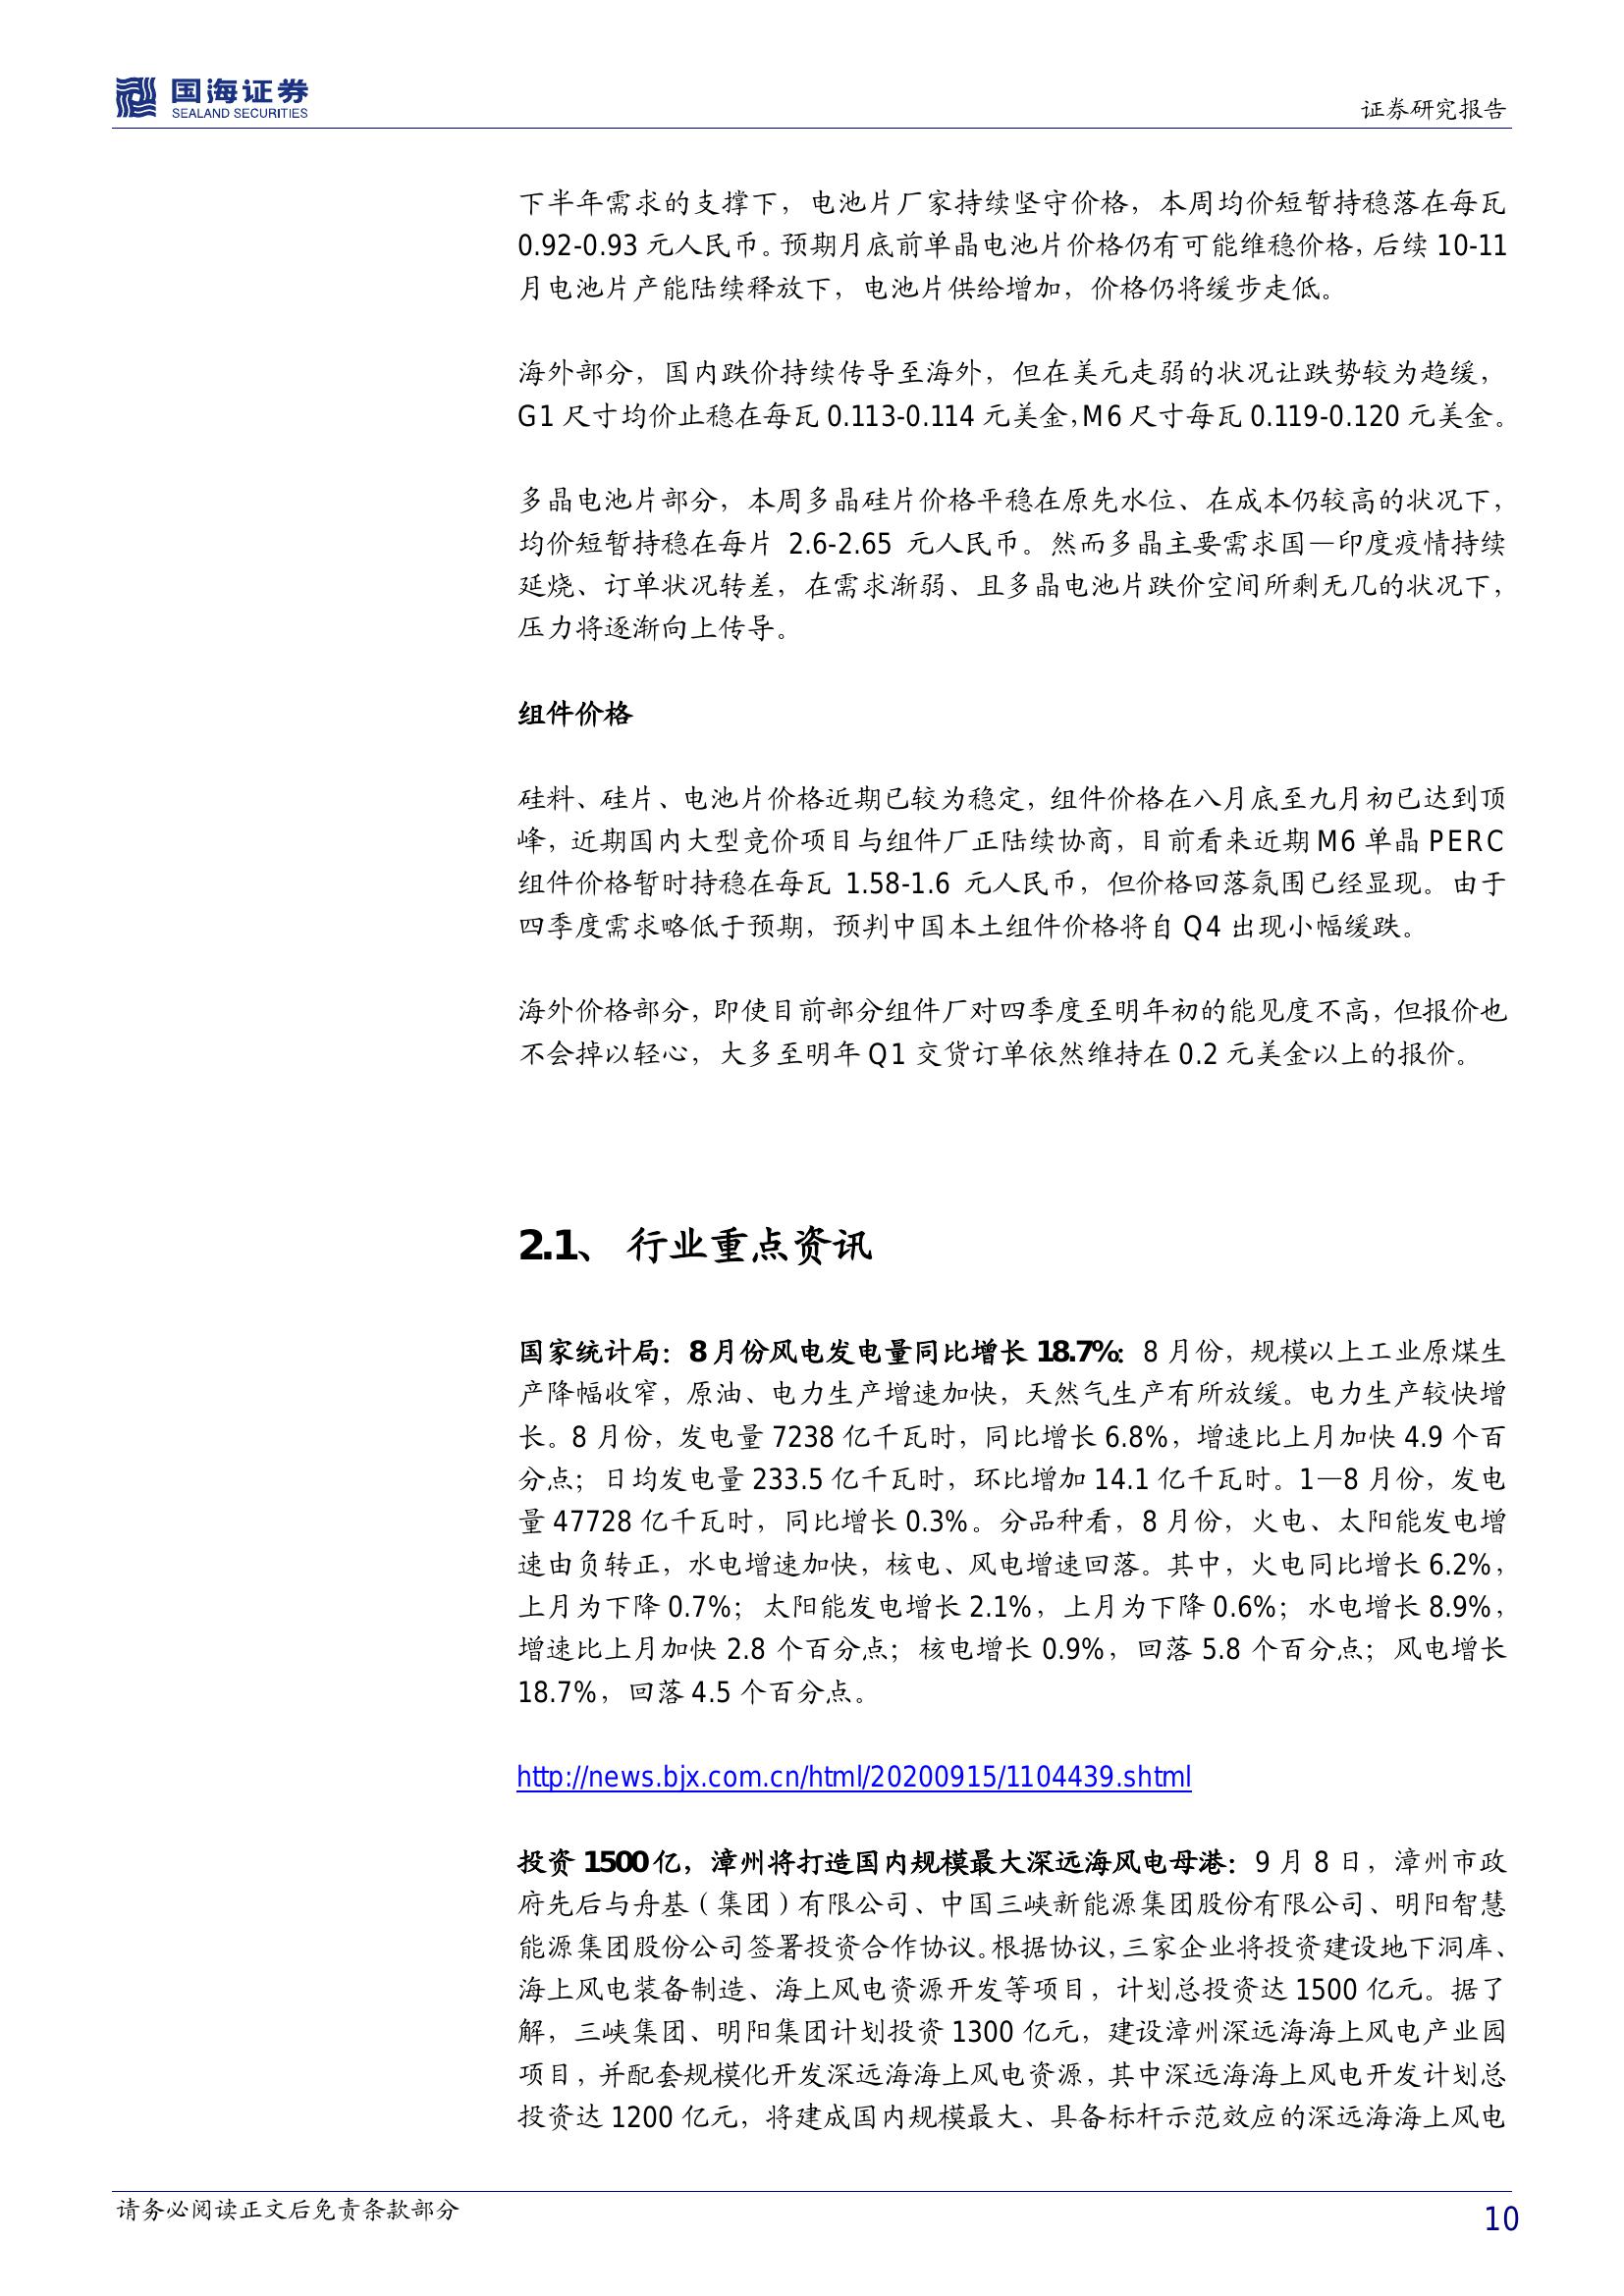 国海证券
SEALAND SECURITIES
证券研究报告
下半年需求的支撑下，电池片厂家持续坚守价格，本周均价短暂持稳落在每瓦
0.92-0.93 元人民币。预期月底前单晶电池片价格仍有可能维稳价格，后续 10-11
月电池片产能陆续释放下，电池片供给增加，价格仍将缓步走低。
海外部分，国内跌价持续传导至海外，但在美元走弱的状况让跌势较为趋缓，
G1 尺寸均价止稳在每瓦 0.113-0.114 元美金，M6 尺寸每瓦 0.119-0.120 元美金。
多晶电池片部分，本周多晶硅片价格平稳在原先水位、在成本仍较高的状况下，
均价短暂持稳在每片 2.6-2.65 元人民币。然而多晶主要需求国—印度疫情持续
延烧、订单状况转差，在需求渐弱、且多晶电池片跌价空间所剩无几的状况下，
压力将逐渐向上传导。
组件价格
硅料、硅片、电池片价格近期已较为稳定，组件价格在八月底至九月初已达到顶
峰，近期国内大型竞价项目与组件厂正陆续协商，目前看来近期 M6 单晶 PERC
组件价格暂时持稳在每瓦 1.58-1.6 元人民币，但价格回落氛围已经显现。由于
四季度需求略低于预期，预判中国本土组件价格将自 Q4 出现小幅缓跌。
海外价格部分，即使目前部分组件厂对四季度至明年初的能见度不高，但报价也
不会掉以轻心，大多至明年 Q1 交货订单依然维持在 0.2 元美金以上的报价。
2.1、 行业重点资讯
国家统计局：8 月份风电发电量同比增长 18.7%：8 月份，规模以上工业原煤生
产降幅收窄，原油、电力生产增速加快，天然气生产有所放缓。电力生产较快增
长。8 月份，发电量 7238 亿千瓦时，同比增长 6.8%，增速比上月加快 4.9 个百
分点；日均发电量 233.5 亿千瓦时，环比增加 14.1 亿千瓦时。1—8 月份，发电
量 47728 亿千瓦时，同比增长 0.3%。分品种看，8 月份，火电、太阳能发电增
速由负转正，水电增速加快，核电、风电增速回落。其中，火电同比增长 6.2%，
上月为下降 0.7%；太阳能发电增长 2.1%，上月为下降 0.6%；水电增长 8.9%，
增速比上月加快 2.8 个百分点；核电增长 0.9%，回落 5.8 个百分点；风电增长
18.7%，回落 4.5 个百分点。
http://news.bjx.com.cn/html/20200915/1104439.shtml
投资 1500 亿，漳州将打造国内规模最大深远海风电母港：9 月 8 日，漳州市政
府先后与舟基（集团）有限公司、中国三峡新能源集团股份有限公司、明阳智慧
能源集团股份公司签署投资合作协议。根据协议，三家企业将投资建设地下洞库、
海上风电装备制造、海上风电资源开发等项目，计划总投资达 1500 亿元。据了
解，三峡集团、明阳集团计划投资 1300 亿元，建设漳州深远海海上风电产业园
项目，并配套规模化开发深远海海上风电资源，其中深远海海上风电开发计划总
投资达 1200 亿元，将建成国内规模最大、具备标杆示范效应的深远海海上风电
请务必阅读正文后免责条款部分
10